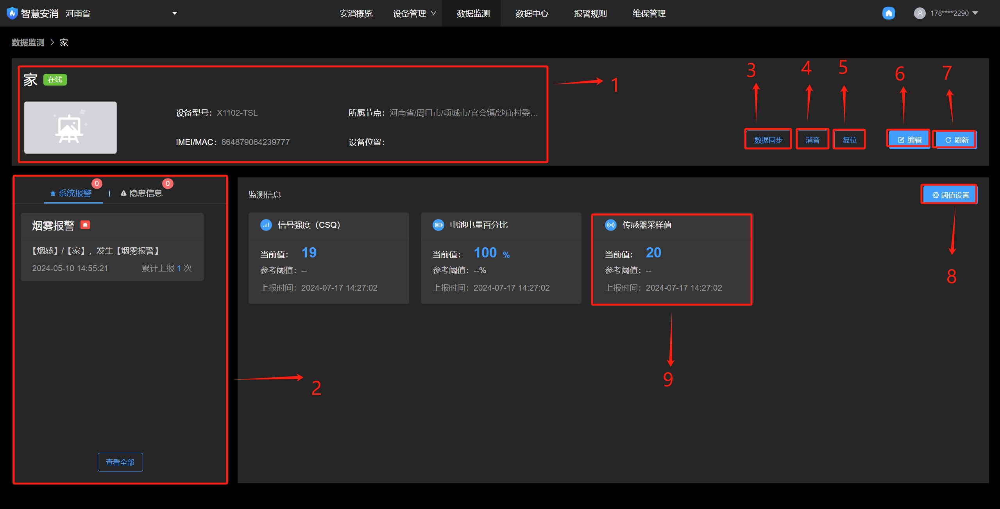 智慧安消 河南省 安消概览 设备管理 数据监测 数据中心 报警规则 维保管理 178****2290
数据监测 > 家
家 在线
1
3
4
5
6
7
设备型号：X1102-TSL 所属节点：河南省/周口市/项城市/官会镇/沙庙村委...
IMEI/MAC：864879064239777 设备位置：
数据同步 消音 复位 编辑 刷新
系统报警 0 隐患信息 0
烟雾报警
【烟感】/【家】，发生【烟雾报警】
2024-05-10 14:55:21 累计上报 1 次
查看全部
2
监测信息 阈值设置
8
信号强度（CSQ）
当前值： 19
参考阈值：--
上报时间：2024-07-17 14:27:02
电池电量百分比
当前值： 100 %
参考阈值：--%
上报时间：2024-07-17 14:27:02
传感器采样值
当前值： 20
参考阈值：--
上报时间：2024-07-17 14:27:02
9